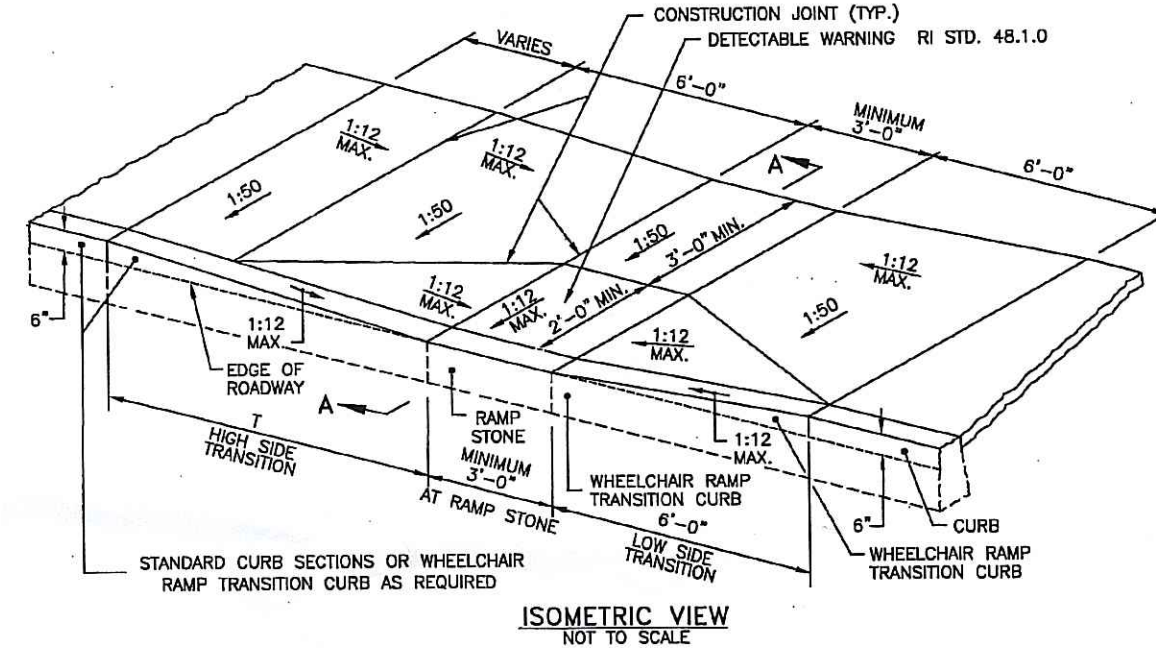 CONSTRUCTION JOINT (TYP.)
DETECTABLE WARNING RI STD. 48.1.0
VARIES
6'-0"
MINIMUM
3'-0"
6'-0"
1:12
MAX.
1:12
MAX.
A
1:50
1:50
1:50
3'-0" MIN.
1:12
MAX.
1:12
MAX.
1:12
MAX.
2'-0" MIN.
1:50
6"
1:12
MAX.
1:12
MAX.
EDGE OF
ROADWAY
A
RAMP
STONE
1:12
MAX.
T
HIGH SIDE
TRANSITION
MINIMUM
3'-0"
AT RAMP STONE
WHEELCHAIR RAMP
TRANSITION CURB
6'-0"
LOW SIDE
TRANSITION
6"
CURB
WHEELCHAIR RAMP
TRANSITION CURB
STANDARD CURB SECTIONS OR WHEELCHAIR
RAMP TRANSITION CURB AS REQUIRED
ISOMETRIC VIEW
NOT TO SCALE